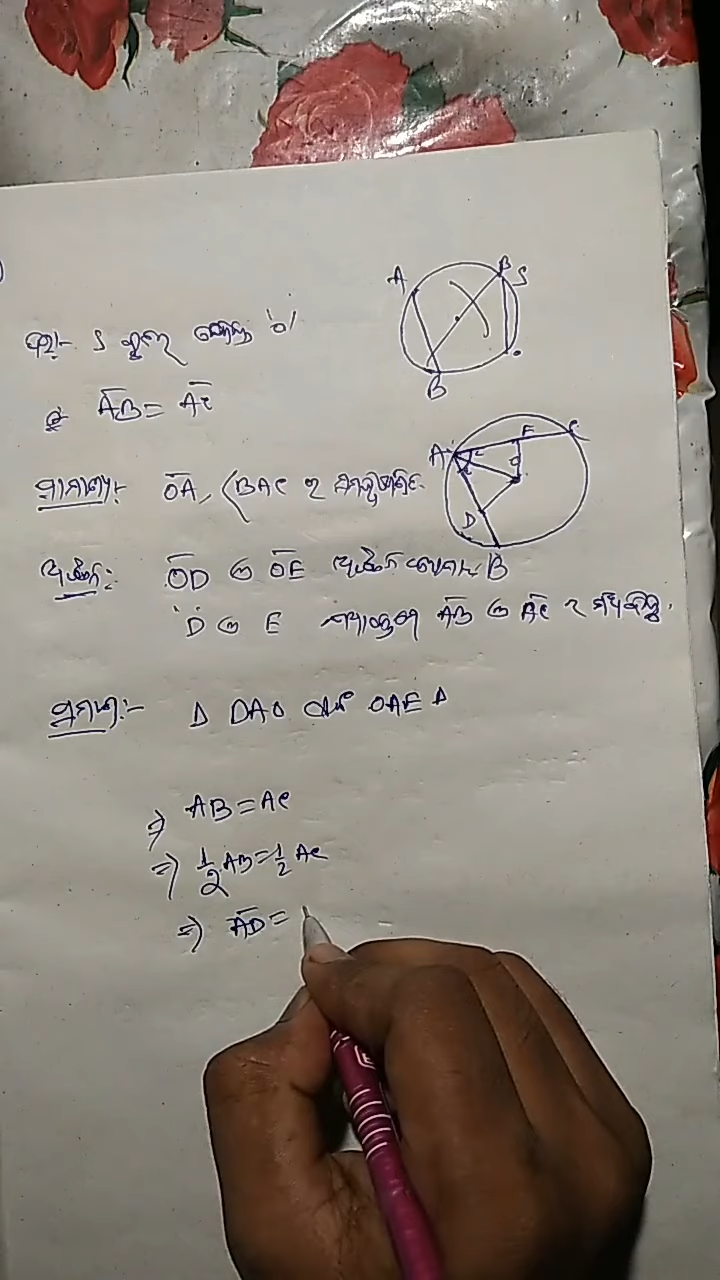 A
B
S
B
ଦତ୍ତ:- S ବୃତ୍ତର କେନ୍ଦ୍ର 'O'
ଓ AB = AC
A
E
C
O
D
B
ପ୍ରାମାଣ୍ୟ:- OA, ∠BAC ର ସମଦ୍ବିଖଣ୍ଡକ
ଅଙ୍କନ: OD ଓ OE ଅଙ୍କନ
D ଓ E ଯଥାକ୍ରମେ AB ଓ AC ର ମଧ୍ୟବିନ୍ଦୁ.
ପ୍ରମାଣ:- Δ DAO ଏବଂ OAE Δ
⇒ AB = AC
⇒ 1/2 AB = 1/2 AC
⇒ AD =